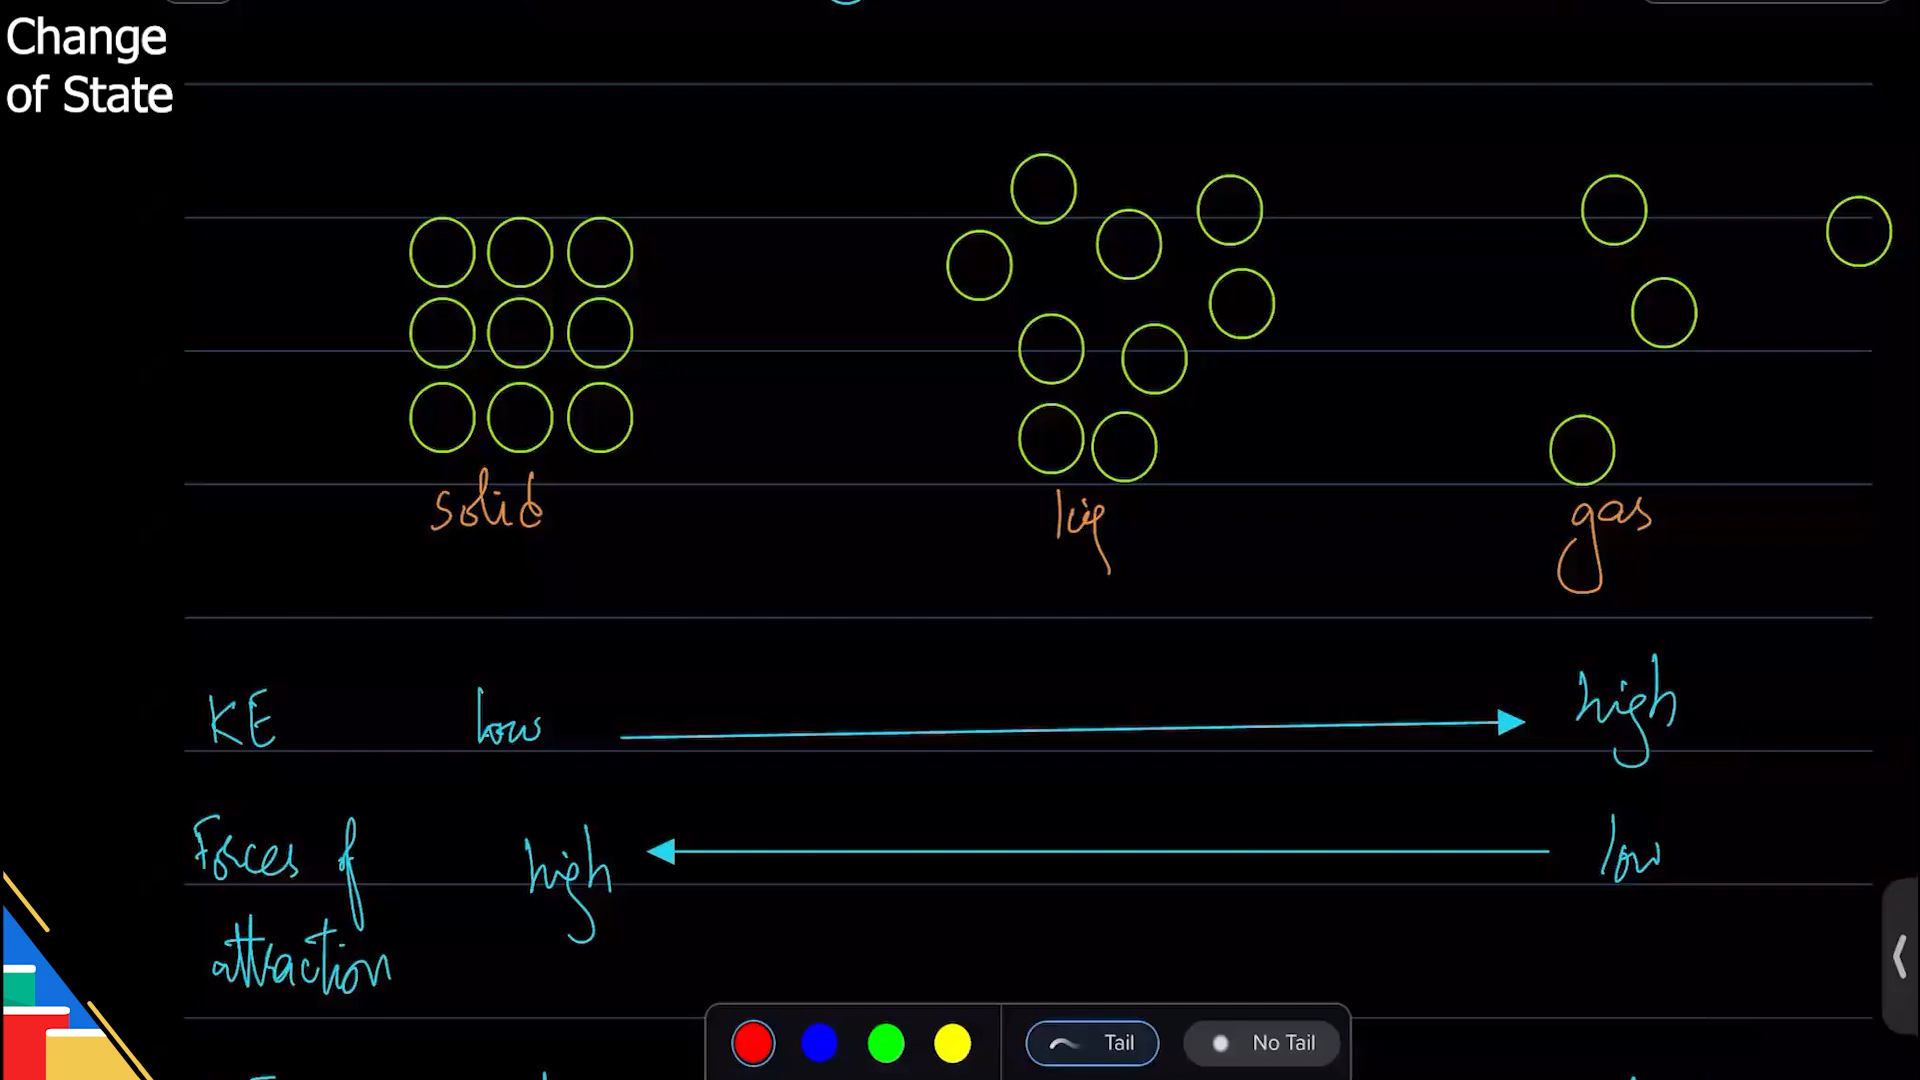 Change
of State
solid liq gas
KE low high
Forces of high low
attraction
Tail No Tail